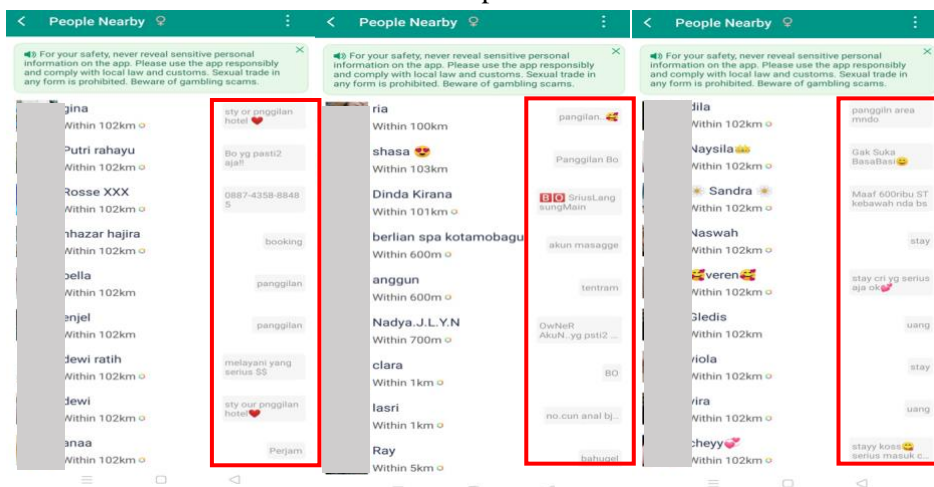 People Nearby ♀
For your safety, never reveal sensitive personal
information on the app. Please use the app responsibly
and comply with local law and customs. Sexual trade in
any form is prohibited. Beware of gambling scams.
gina
sty or pnggilan
hotel ❤️
Within 102km
Putri rahayu
Bo yg pasti2
aja!!
Within 102km
Rosse XXX
0887-4358-8848
5
Within 102km
nhazar hajira
booking
Within 102km
bella
panggilan
Within 102km
enjel
panggilan
Within 102km
dewi ratih
melayani yang
serius $$
Within 102km
dewi
sty our pnggilan
hotel❤️
Within 102km
anaa
Perjam
Within 102km
People Nearby ♀
For your safety, never reveal sensitive personal
information on the app. Please use the app responsibly
and comply with local law and customs. Sexual trade in
any form is prohibited. Beware of gambling scams.
ria
pangilan..🥰
Within 100km
shasa 😍
Panggilan Bo
Within 103km
Dinda Kirana
🅱️🅾️ SriusLang
sungMain
Within 101km
berlian spa kotamobagu
akun masagge
Within 600m
anggun
tentram
Within 600m
Nadya.J.L.Y.N
OwNeR
AkuN..yg psti2 ...
Within 700m
clara
BO
Within 1km
lasri
no.cun anal bj...
Within 1km
Ray
bahugel
Within 5km
People Nearby ♀
For your safety, never reveal sensitive personal
information on the app. Please use the app responsibly
and comply with local law and customs. Sexual trade in
any form is prohibited. Beware of gambling scams.
dila
panggiln area
mndo
Within 102km
Naysila👑
Gak Suka
BasaBasi😊
Within 102km
☀️ Sandra ☀️
Maaf 600ribu ST
kebawah nda bs
Within 102km
Naswah
stay
Within 102km
🥰veren🥰
stay cri yg serius
aja ok💕
Within 102km
Gledis
uang
Within 102km
viola
stay
Within 102km
vira
uang
Within 102km
cheyy💕
stayy koss😋
serius masuk c...
Within 102km